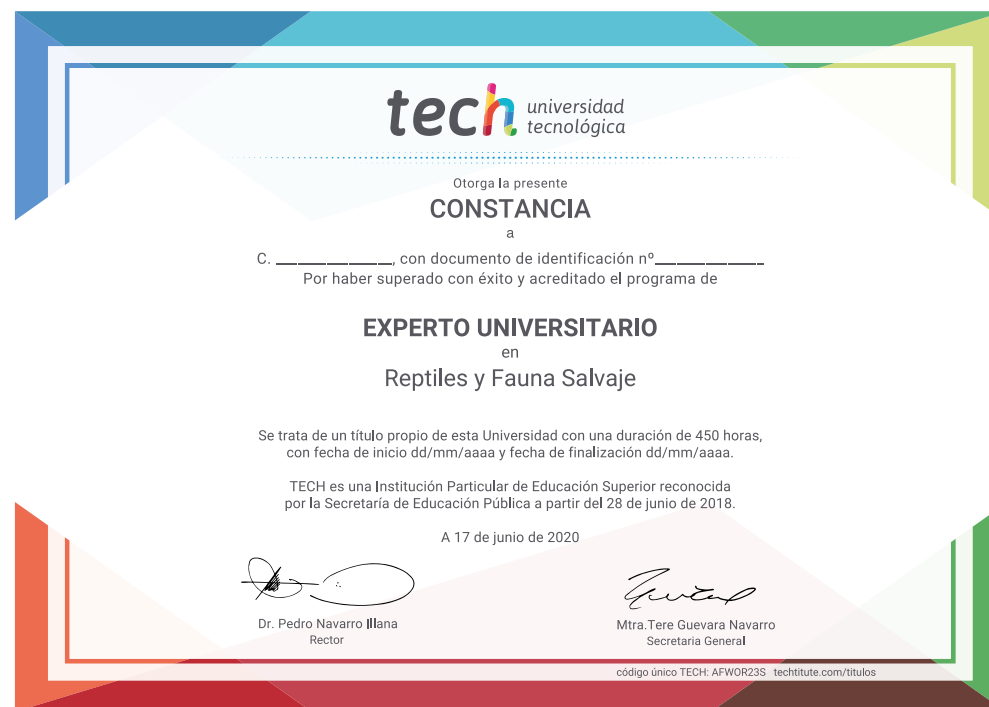 tech universidad
tecnológica
Otorga la presente
CONSTANCIA
a
C. ______________, con documento de identificación nº_____________
Por haber superado con éxito y acreditado el programa de
EXPERTO UNIVERSITARIO
en
Reptiles y Fauna Salvaje
Se trata de un título propio de esta Universidad con una duración de 450 horas,
con fecha de inicio dd/mm/aaaa y fecha de finalización dd/mm/aaaa.
TECH es una Institución Particular de Educación Superior reconocida
por la Secretaría de Educación Pública a partir del 28 de junio de 2018.
A 17 de junio de 2020
Dr. Pedro Navarro Illana
Rector
Mtra.Tere Guevara Navarro
Secretaria General
código único TECH: AFWOR23S techtitute.com/titulos